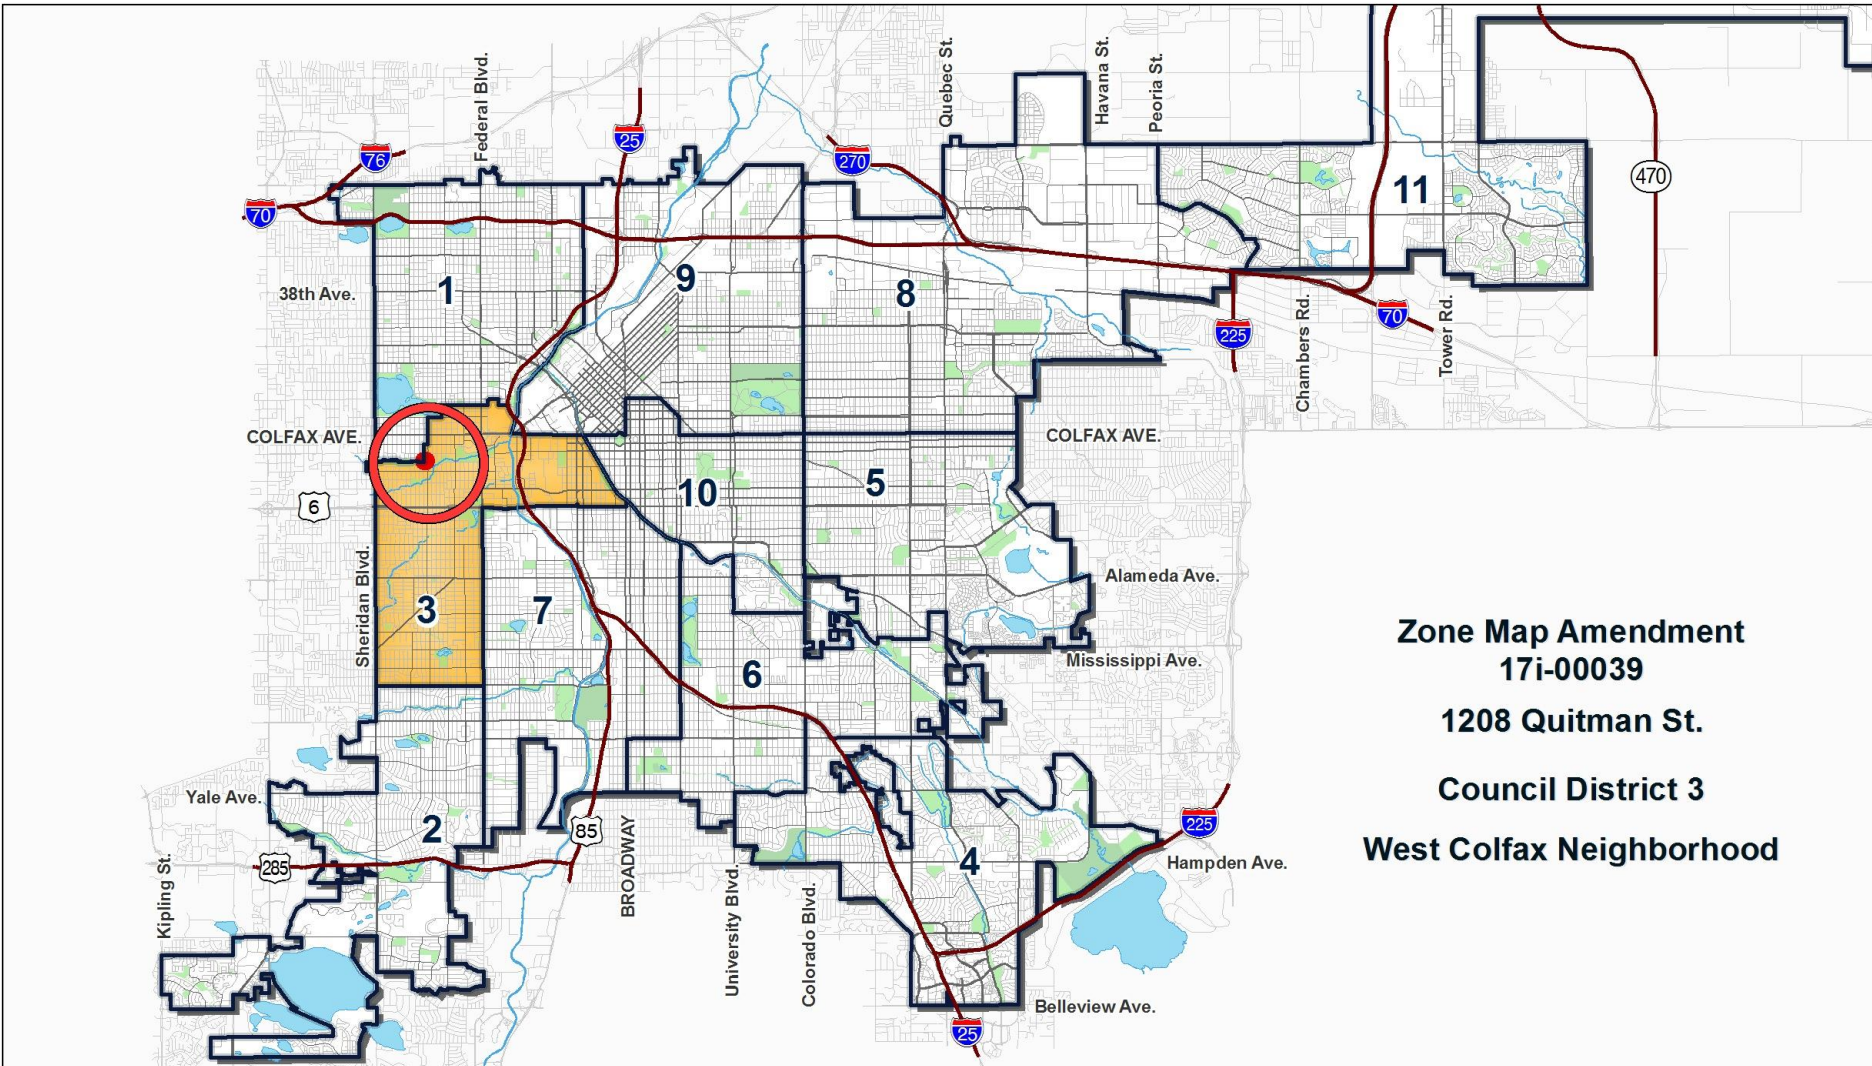 Federal Blvd.
Quebec St.
Havana St.
Peoria St.
25
76
270
470
70
11
9
1
8
38th Ave.
70
225
Chambers Rd.
Tower Rd.
COLFAX AVE.
COLFAX AVE.
5
10
6
Sheridan Blvd.
Alameda Ave.
3
7
Mississippi Ave.
6
Zone Map Amendment
17i-00039
1208 Quitman St.
Council District 3
West Colfax Neighborhood
Yale Ave.
2
85
BROADWAY
225
285
4
Hampden Ave.
Kipling St.
University Blvd.
Colorado Blvd.
Belleview Ave.
25